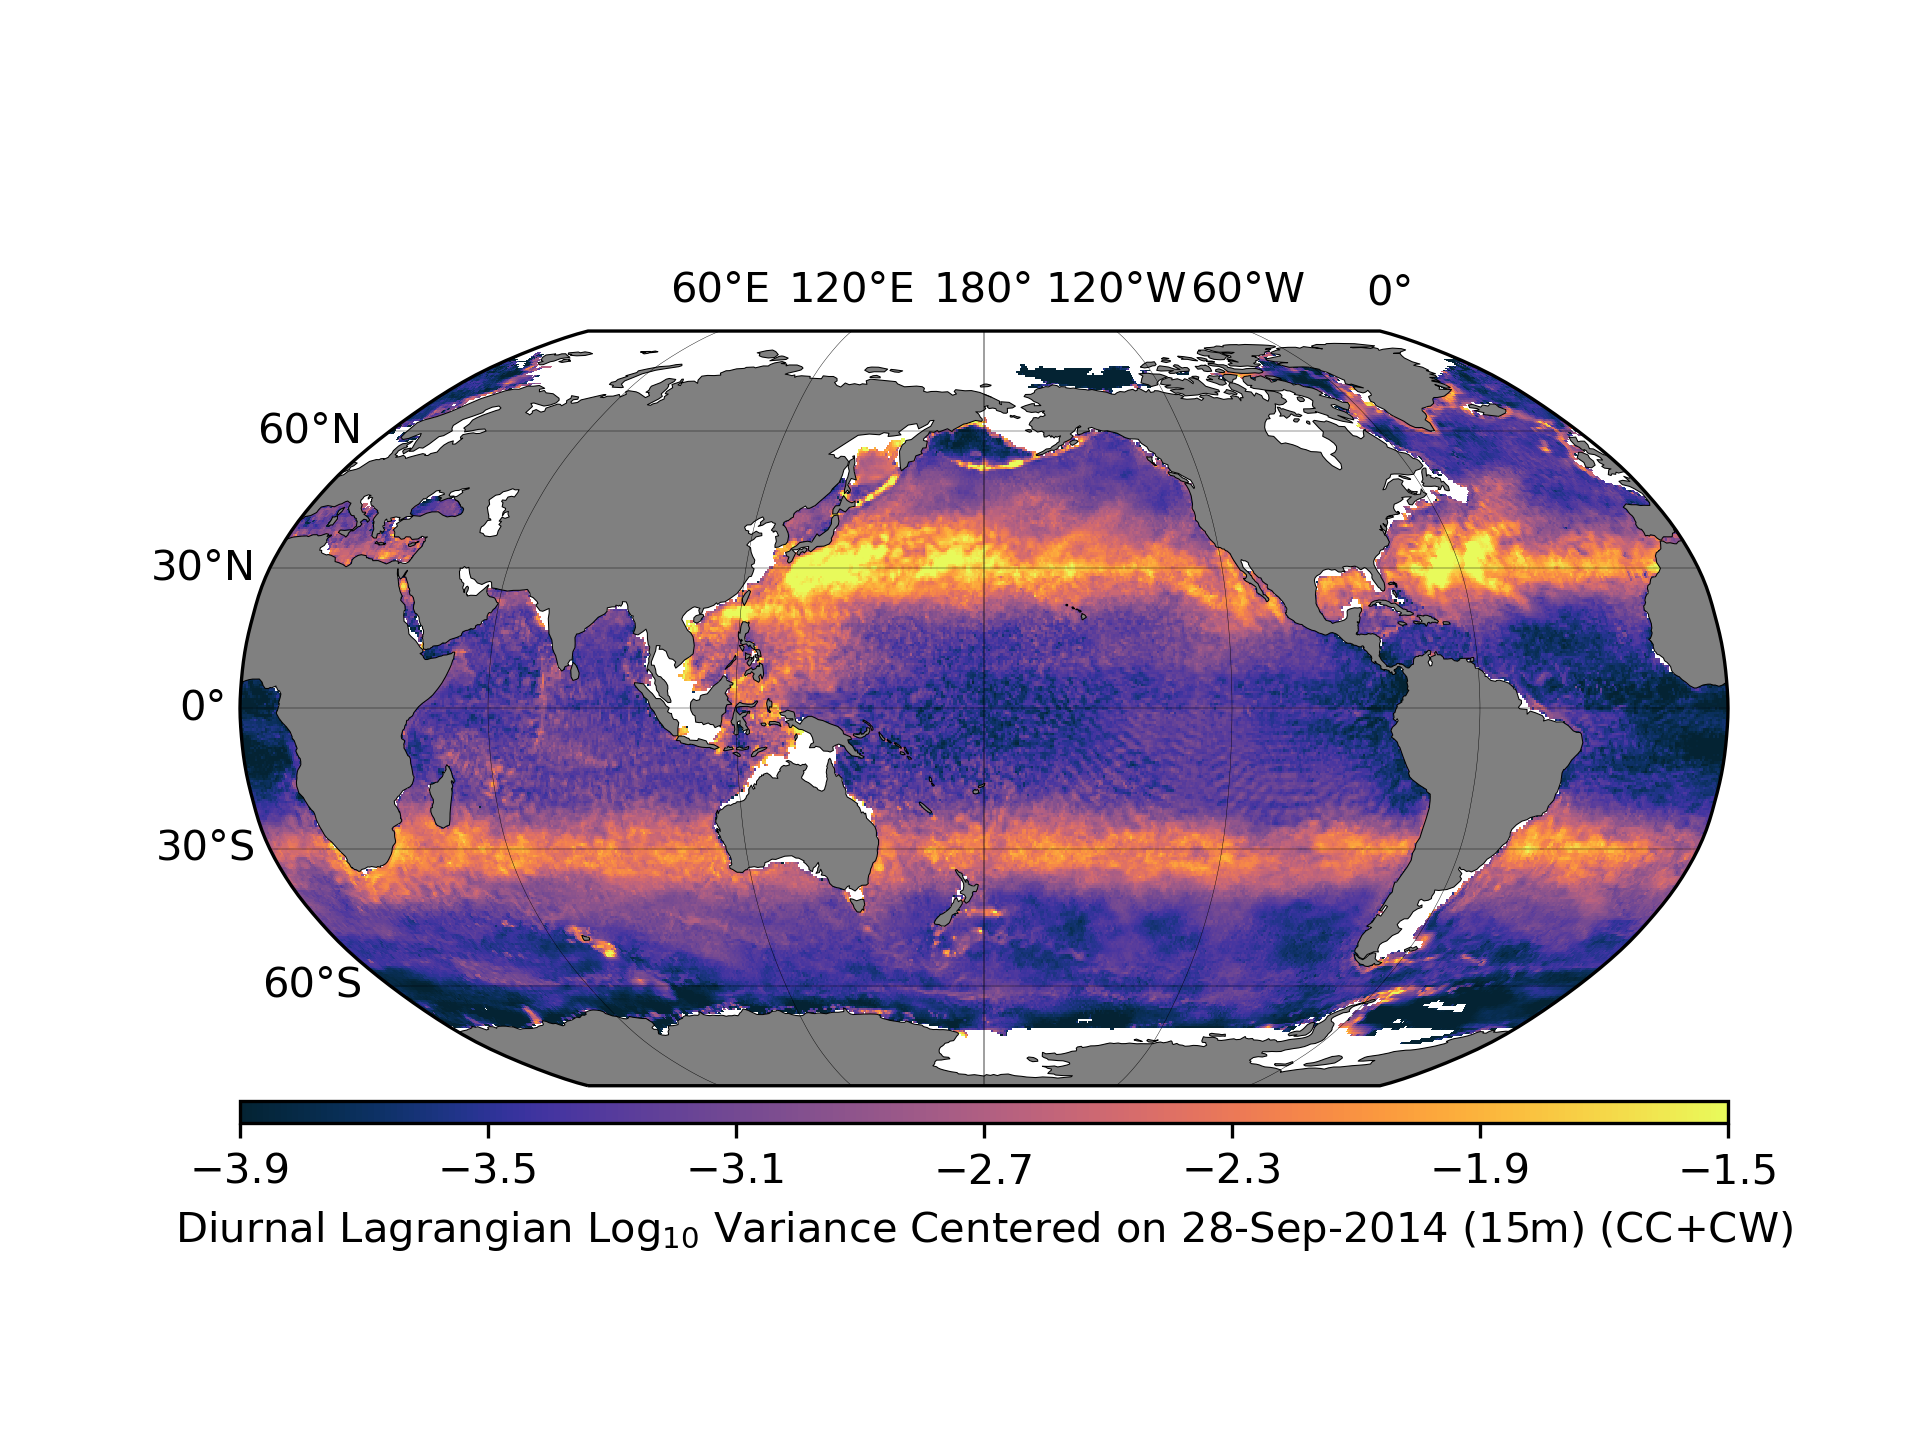 60°E 120°E 180° 120°W 60°W 0°
60°N
30°N
0°
30°S
60°S
−3.9 −3.5 −3.1 −2.7 −2.3 −1.9 −1.5
Diurnal Lagrangian Log₁₀ Variance Centered on 28-Sep-2014 (15m) (CC+CW)